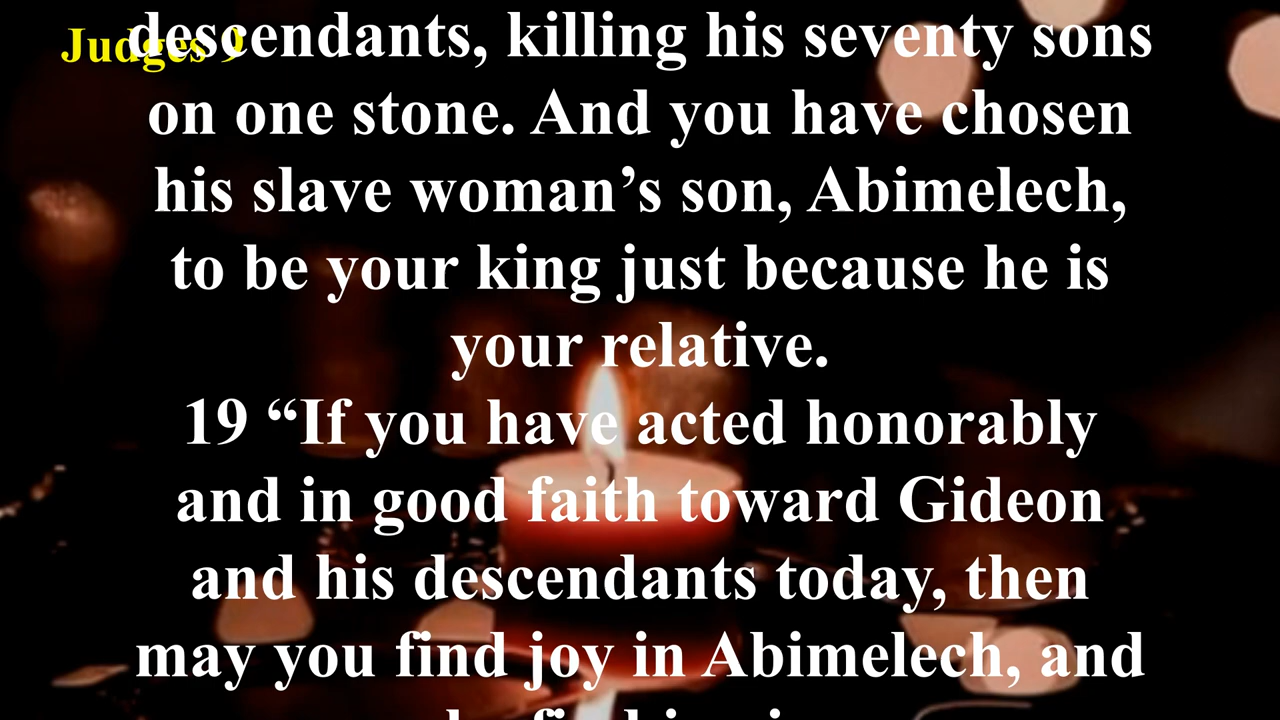 Judges 9
descendants, killing his seventy sons
on one stone. And you have chosen
his slave woman’s son, Abimelech,
to be your king just because he is
your relative.
19 “If you have acted honorably
and in good faith toward Gideon
and his descendants today, then
may you find joy in Abimelech, and